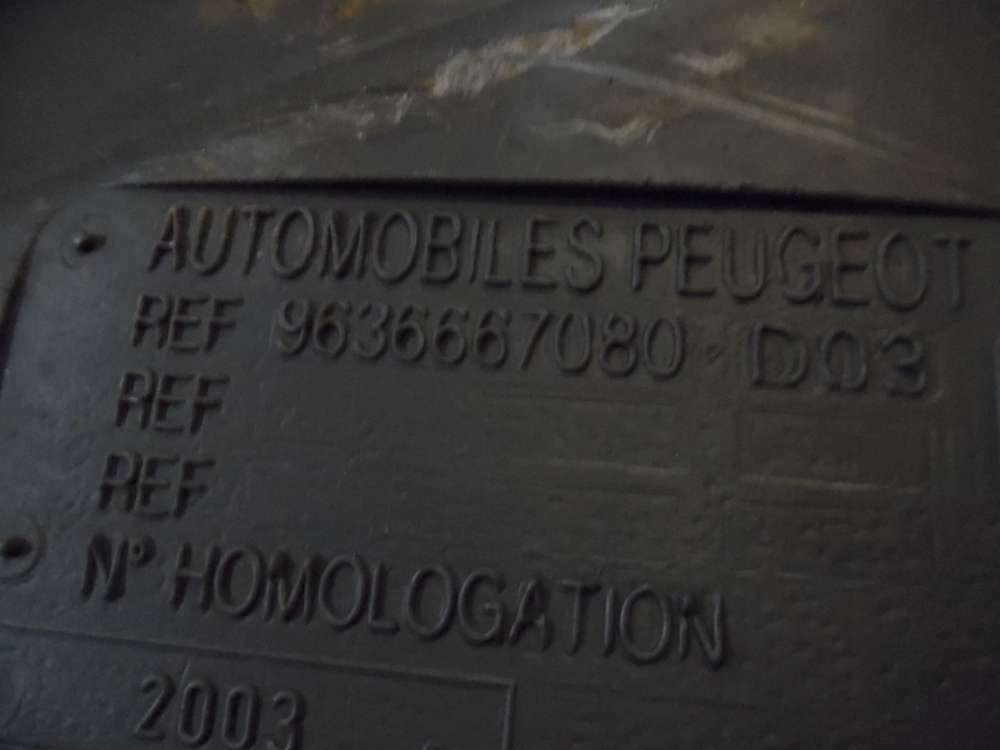 AUTOMOBILES PEUGEOT
REF 9636667080 D03
REF
REF
N° HOMOLOGATION
2003